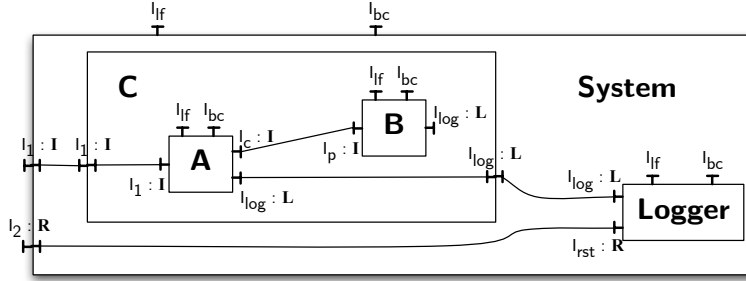 I_lf I_bc
C System
I_lf I_bc
I_lf I_bc
I_log : L
B
I_c : I
I_p : I
I_1 : I I_1 : I
A
I_log : L
I_1 : I
I_log : L
I_lf I_bc
I_log : L
Logger
I_2 : R
I_rst : R